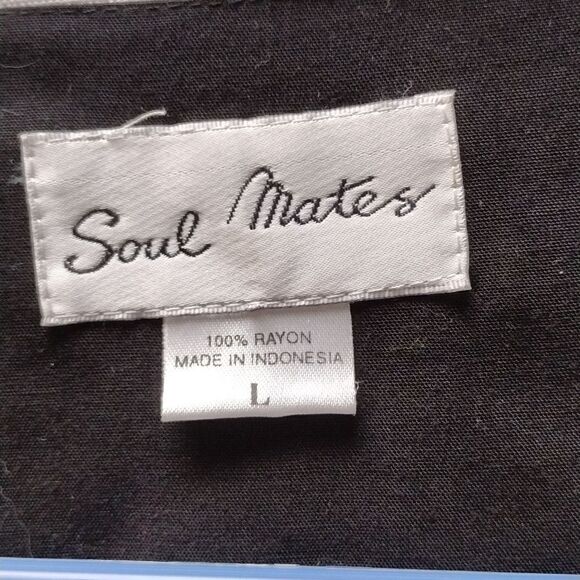 Soul Mates
100% RAYON
MADE IN INDONESIA
L